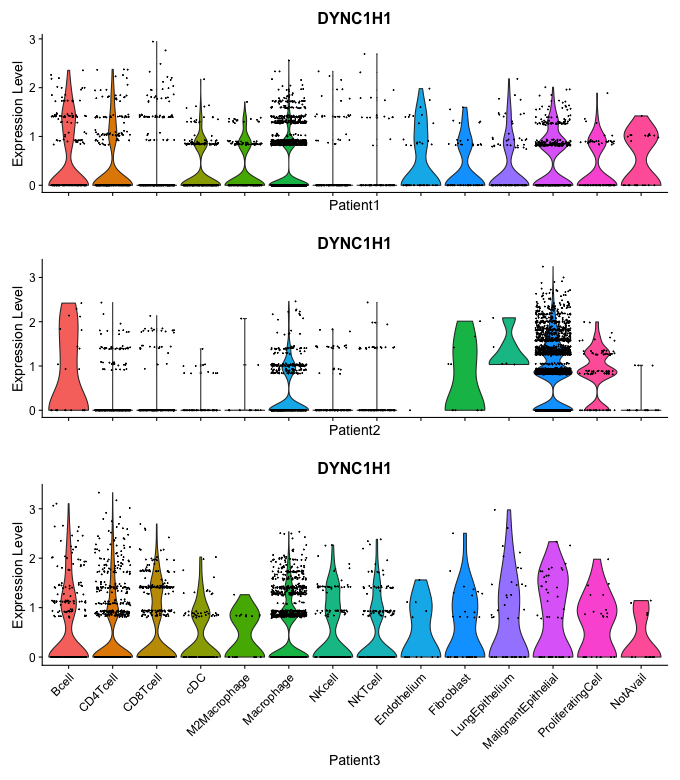 DYNC1H1
Expression Level
3
2
1
0
Patient1
DYNC1H1
Expression Level
3
2
1
0
Patient2
DYNC1H1
Expression Level
3
2
1
0
Bcell
CD4Tcell
CD8Tcell
cDC
M2Macrophage
Macrophage
NKcell
NKTcell
Endothelium
Fibroblast
LungEpithelium
MalignantEpithelial
ProliferatingCell
NotAvail
Patient3